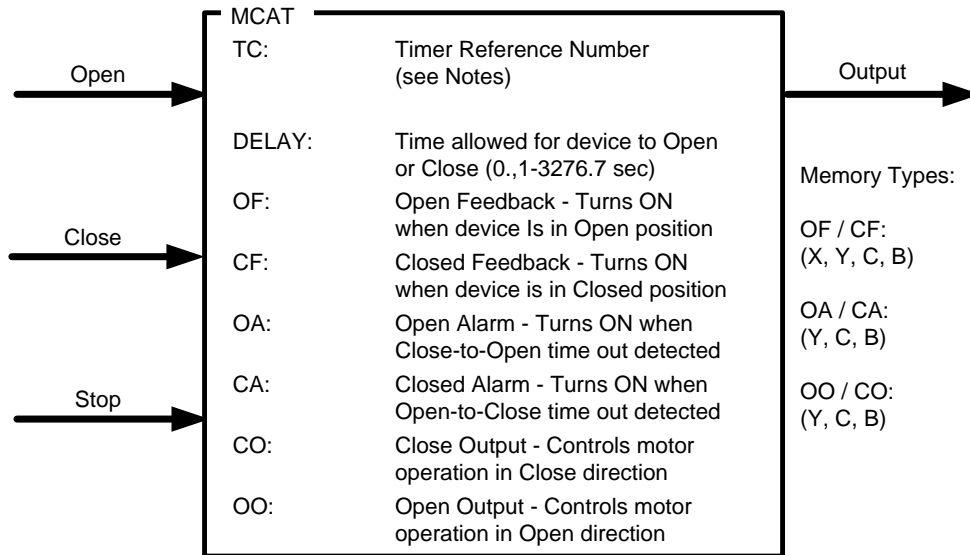 MCAT
TC: Timer Reference Number
(see Notes)
DELAY: Time allowed for device to Open
or Close (0.,1-3276.7 sec)
OF: Open Feedback - Turns ON
when device Is in Open position
CF: Closed Feedback - Turns ON
when device is in Closed position
OA: Open Alarm - Turns ON when
Close-to-Open time out detected
CA: Closed Alarm - Turns ON when
Open-to-Close time out detected
CO: Close Output - Controls motor
operation in Close direction
OO: Open Output - Controls motor
operation in Open direction
Open
Close
Stop
Output
Memory Types:
OF / CF:
(X, Y, C, B)
OA / CA:
(Y, C, B)
OO / CO:
(Y, C, B)